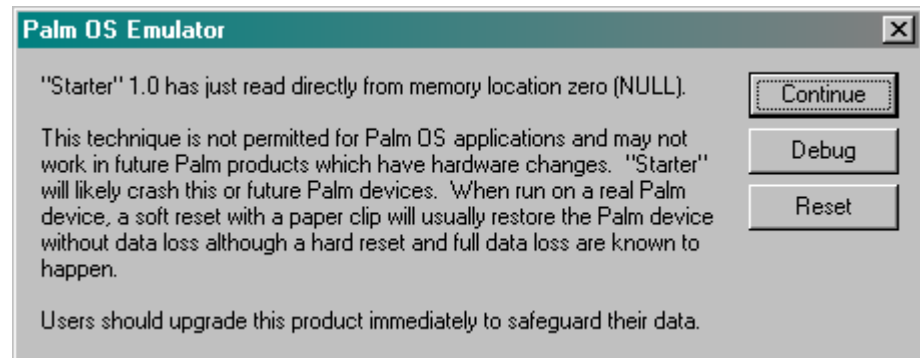 Palm OS Emulator
"Starter" 1.0 has just read directly from memory location zero (NULL).
This technique is not permitted for Palm OS applications and may not
work in future Palm products which have hardware changes. "Starter"
will likely crash this or future Palm devices. When run on a real Palm
device, a soft reset with a paper clip will usually restore the Palm device
without data loss although a hard reset and full data loss are known to
happen.
Users should upgrade this product immediately to safeguard their data.
Continue
Debug
Reset